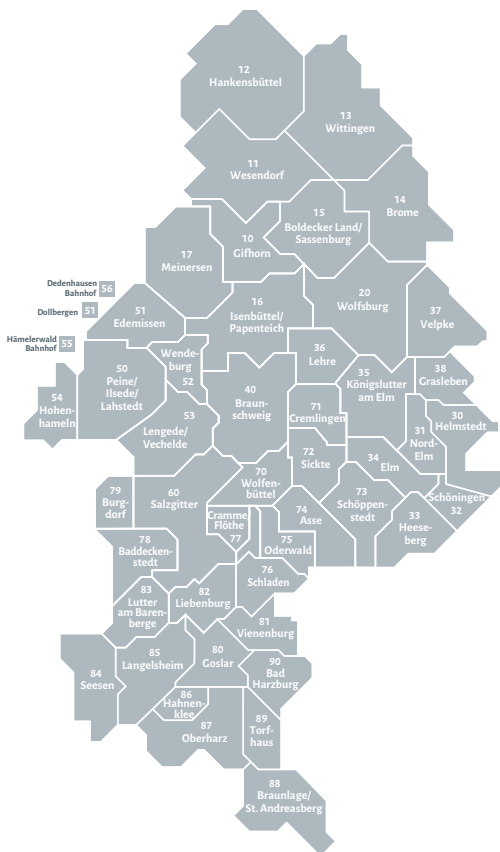 12
Hankensbüttel
13
Wittingen
11
Wesendorf
14
Brome
15
Boldecker Land/
Sassenburg
10
Gifhorn
17
Meinersen
Dedenhausen
Bahnhof
56
Dollbergen
51
51
Edemissen
16
Isenbüttel/
Papenteich
20
Wolfsburg
37
Velpke
Hämelerwald
Bahnhof
55
Wende-
burg
52
36
Lehre
50
Peine/
Ilsede/
Lahstedt
35
Königslutter
am Elm
38
Grasleben
54
Hohen-
hameln
40
Braun-
schweig
53
Lengede/
Vechelde
71
Cremlingen
30
Helmstedt
31
Nord-
Elm
72
Sickte
34
Elm
70
Wolfen-
büttel
79
Burg-
dorf
60
Salzgitter
73
Schöppen-
stedt
Schöningen
32
Cramme
Flöthe
77
74
Asse
33
Heese-
berg
78
Baddecken-
stedt
75
Oderwald
76
Schladen
83
Lutter
am Baren-
berge
82
Liebenburg
81
Vienenburg
85
Langelsheim
80
Goslar
84
Seesen
90
Bad
Harzburg
86
Hahnen-
klee
87
Oberharz
89
Torf-
haus
88
Braunlage/
St. Andreasberg